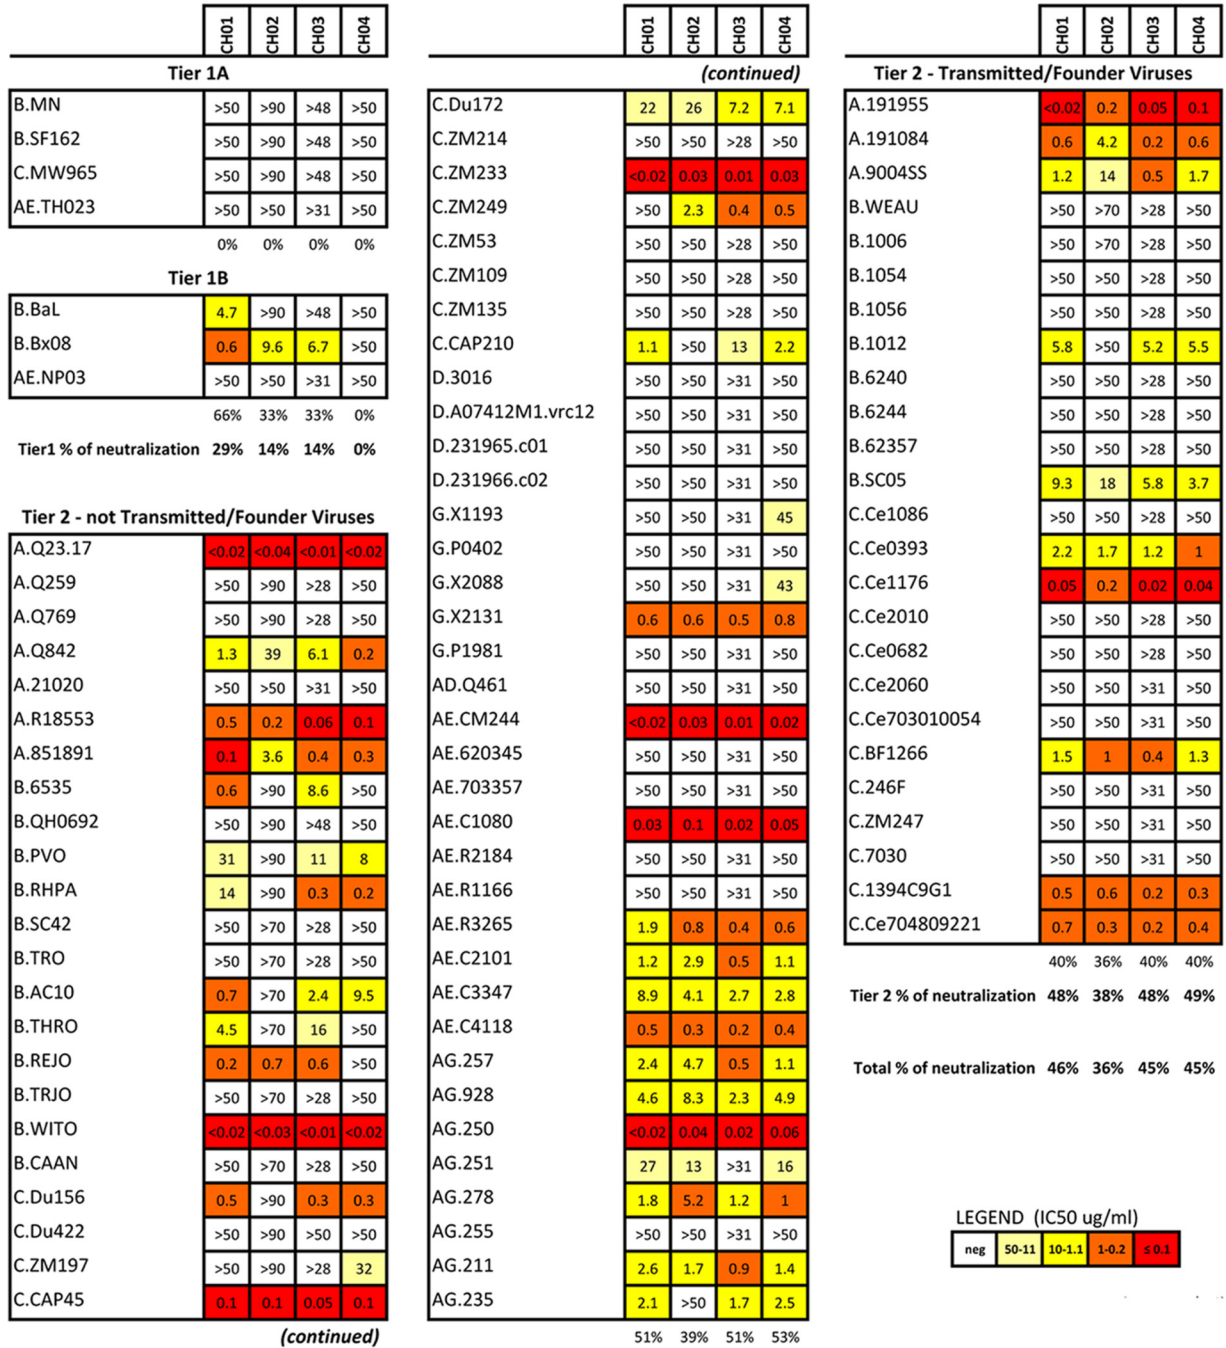 CH01 CH02 CH03 CH04
Tier 1A
B.MN >50 >90 >48 >50
B.SF162 >50 >90 >48 >50
C.MW965 >50 >90 >48 >50
AE.TH023 >50 >50 >31 >50
0% 0% 0% 0%
Tier 1B
B.BaL 4.7 >90 >48 >50
B.Bx08 0.6 9.6 6.7 >50
AE.NP03 >50 >50 >31 >50
66% 33% 33% 0%
Tier1 % of neutralization 29% 14% 14% 0%
Tier 2 - not Transmitted/Founder Viruses
A.Q23.17 <0.02 <0.04 <0.01 <0.02
A.Q259 >50 >90 >28 >50
A.Q769 >50 >90 >28 >50
A.Q842 1.3 39 6.1 0.2
A.21020 >50 >50 >31 >50
A.R18553 0.5 0.2 0.06 0.1
A.851891 0.1 3.6 0.4 0.3
B.6535 0.6 >90 8.6 >50
B.QH0692 >50 >90 >48 >50
B.PVO 31 >90 11 8
B.RHPA 14 >90 0.3 0.2
B.SC42 >50 >70 >28 >50
B.TRO >50 >70 >28 >50
B.AC10 0.7 >70 2.4 9.5
B.THRO 4.5 >70 16 >50
B.REJO 0.2 0.7 0.6 >50
B.TRJO >50 >70 >28 >50
B.WITO <0.02 <0.03 <0.01 <0.02
B.CAAN >50 >70 >28 >50
C.Du156 0.5 >90 0.3 0.3
C.Du422 >50 >90 >50 >50
C.ZM197 >50 >90 >28 32
C.CAP45 0.1 0.1 0.05 0.1
(continued)
CH01 CH02 CH03 CH04
(continued)
C.Du172 22 26 7.2 7.1
C.ZM214 >50 >50 >28 >50
C.ZM233 <0.02 0.03 0.01 0.03
C.ZM249 >50 2.3 0.4 0.5
C.ZM53 >50 >50 >28 >50
C.ZM109 >50 >50 >28 >50
C.ZM135 >50 >50 >28 >50
C.CAP210 1.1 >50 13 2.2
D.3016 >50 >50 >31 >50
D.A07412M1.vrc12 >50 >50 >31 >50
D.231965.c01 >50 >50 >31 >50
D.231966.c02 >50 >50 >31 >50
G.X1193 >50 >50 >31 45
G.P0402 >50 >50 >31 >50
G.X2088 >50 >50 >31 43
G.X2131 0.6 0.6 0.5 0.8
G.P1981 >50 >50 >31 >50
AD.Q461 >50 >50 >31 >50
AE.CM244 <0.02 0.03 0.01 0.02
AE.620345 >50 >50 >31 >50
AE.703357 >50 >50 >31 >50
AE.C1080 0.03 0.1 0.02 0.05
AE.R2184 >50 >50 >31 >50
AE.R1166 >50 >50 >31 >50
AE.R3265 1.9 0.8 0.4 0.6
AE.C2101 1.2 2.9 0.5 1.1
AE.C3347 8.9 4.1 2.7 2.8
AE.C4118 0.5 0.3 0.2 0.4
AG.257 2.4 4.7 0.5 1.1
AG.928 4.6 8.3 2.3 4.9
AG.250 <0.02 0.04 0.02 0.06
AG.251 27 13 >31 16
AG.278 1.8 5.2 1.2 1
AG.255 >50 >50 >31 >50
AG.211 2.6 1.7 0.9 1.4
AG.235 2.1 >50 1.7 2.5
51% 39% 51% 53%
CH01 CH02 CH03 CH04
Tier 2 - Transmitted/Founder Viruses
A.191955 <0.02 0.2 0.05 0.1
A.191084 0.6 4.2 0.2 0.6
A.9004SS 1.2 14 0.5 1.7
B.WEAU >50 >70 >28 >50
B.1006 >50 >70 >28 >50
B.1054 >50 >50 >28 >50
B.1056 >50 >50 >28 >50
B.1012 5.8 >50 5.2 5.5
B.6240 >50 >50 >28 >50
B.6244 >50 >50 >28 >50
B.62357 >50 >50 >28 >50
B.SC05 9.3 18 5.8 3.7
C.Ce1086 >50 >50 >28 >50
C.Ce0393 2.2 1.7 1.2 1
C.Ce1176 0.05 0.2 0.02 0.04
C.Ce2010 >50 >50 >28 >50
C.Ce0682 >50 >50 >28 >50
C.Ce2060 >50 >50 >31 >50
C.Ce703010054 >50 >50 >31 >50
C.BF1266 1.5 1 0.4 1.3
C.246F >50 >50 >31 >50
C.ZM247 >50 >50 >31 >50
C.7030 >50 >50 >31 >50
C.1394C9G1 0.5 0.6 0.2 0.3
C.Ce704809221 0.7 0.3 0.2 0.4
40% 36% 40% 40%
Tier 2 % of neutralization 48% 38% 48% 49%
Total % of neutralization 46% 36% 45% 45%
LEGEND (IC50 ug/ml)
neg 50-11 10-1.1 1-0.2 ≤ 0.1